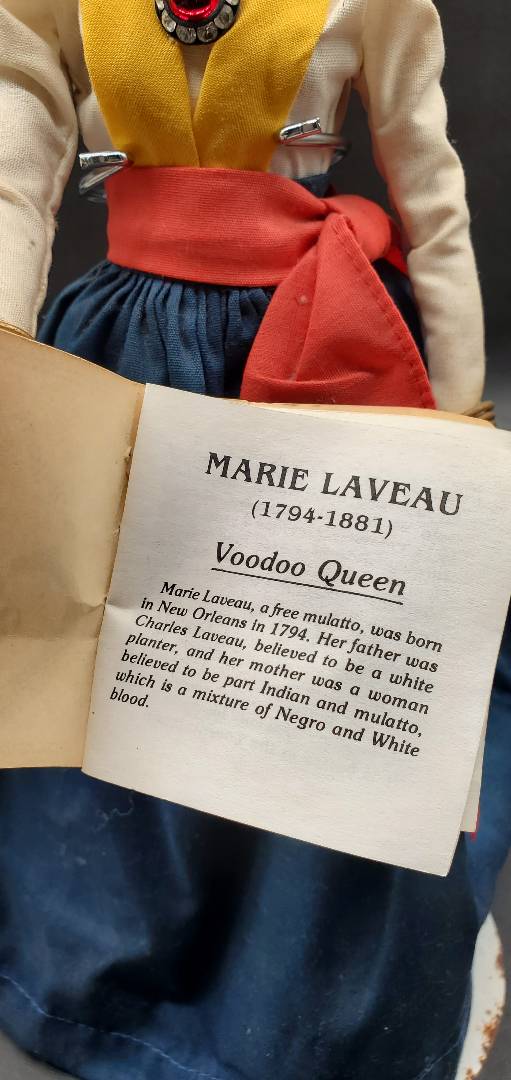 MARIE LAVEAU
(1794-1881)
Voodoo Queen
Marie Laveau, a free mulatto, was born
in New Orleans in 1794. Her father was
Charles Laveau, believed to be a white
planter, and her mother was a woman
believed to be part Indian and mulatto,
which is a mixture of Negro and White
blood.